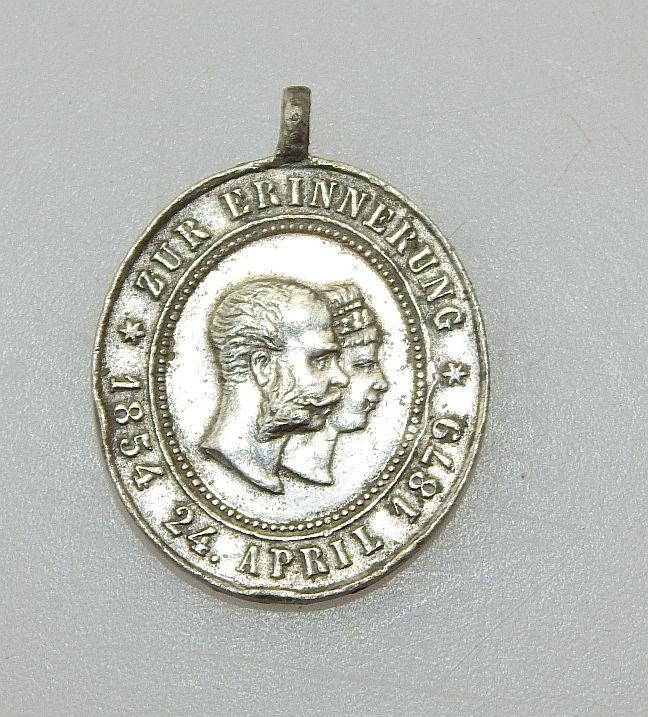 * ZUR ERINNERUNG *
1854 24. APRIL 1879